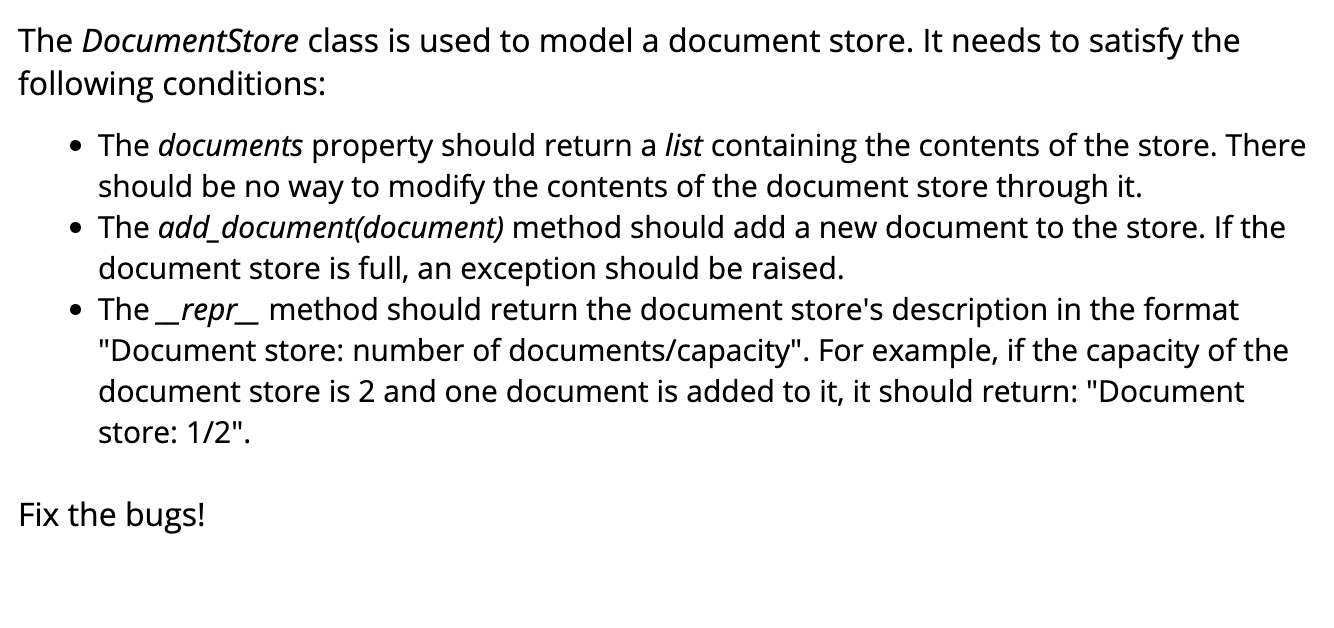 The DocumentStore class is used to model a document store. It needs to satisfy the
following conditions:
• The documents property should return a list containing the contents of the store. There
should be no way to modify the contents of the document store through it.
• The add_document(document) method should add a new document to the store. If the
document store is full, an exception should be raised.
• The __repr__ method should return the document store's description in the format
"Document store: number of documents/capacity". For example, if the capacity of the
document store is 2 and one document is added to it, it should return: "Document
store: 1/2".
Fix the bugs!